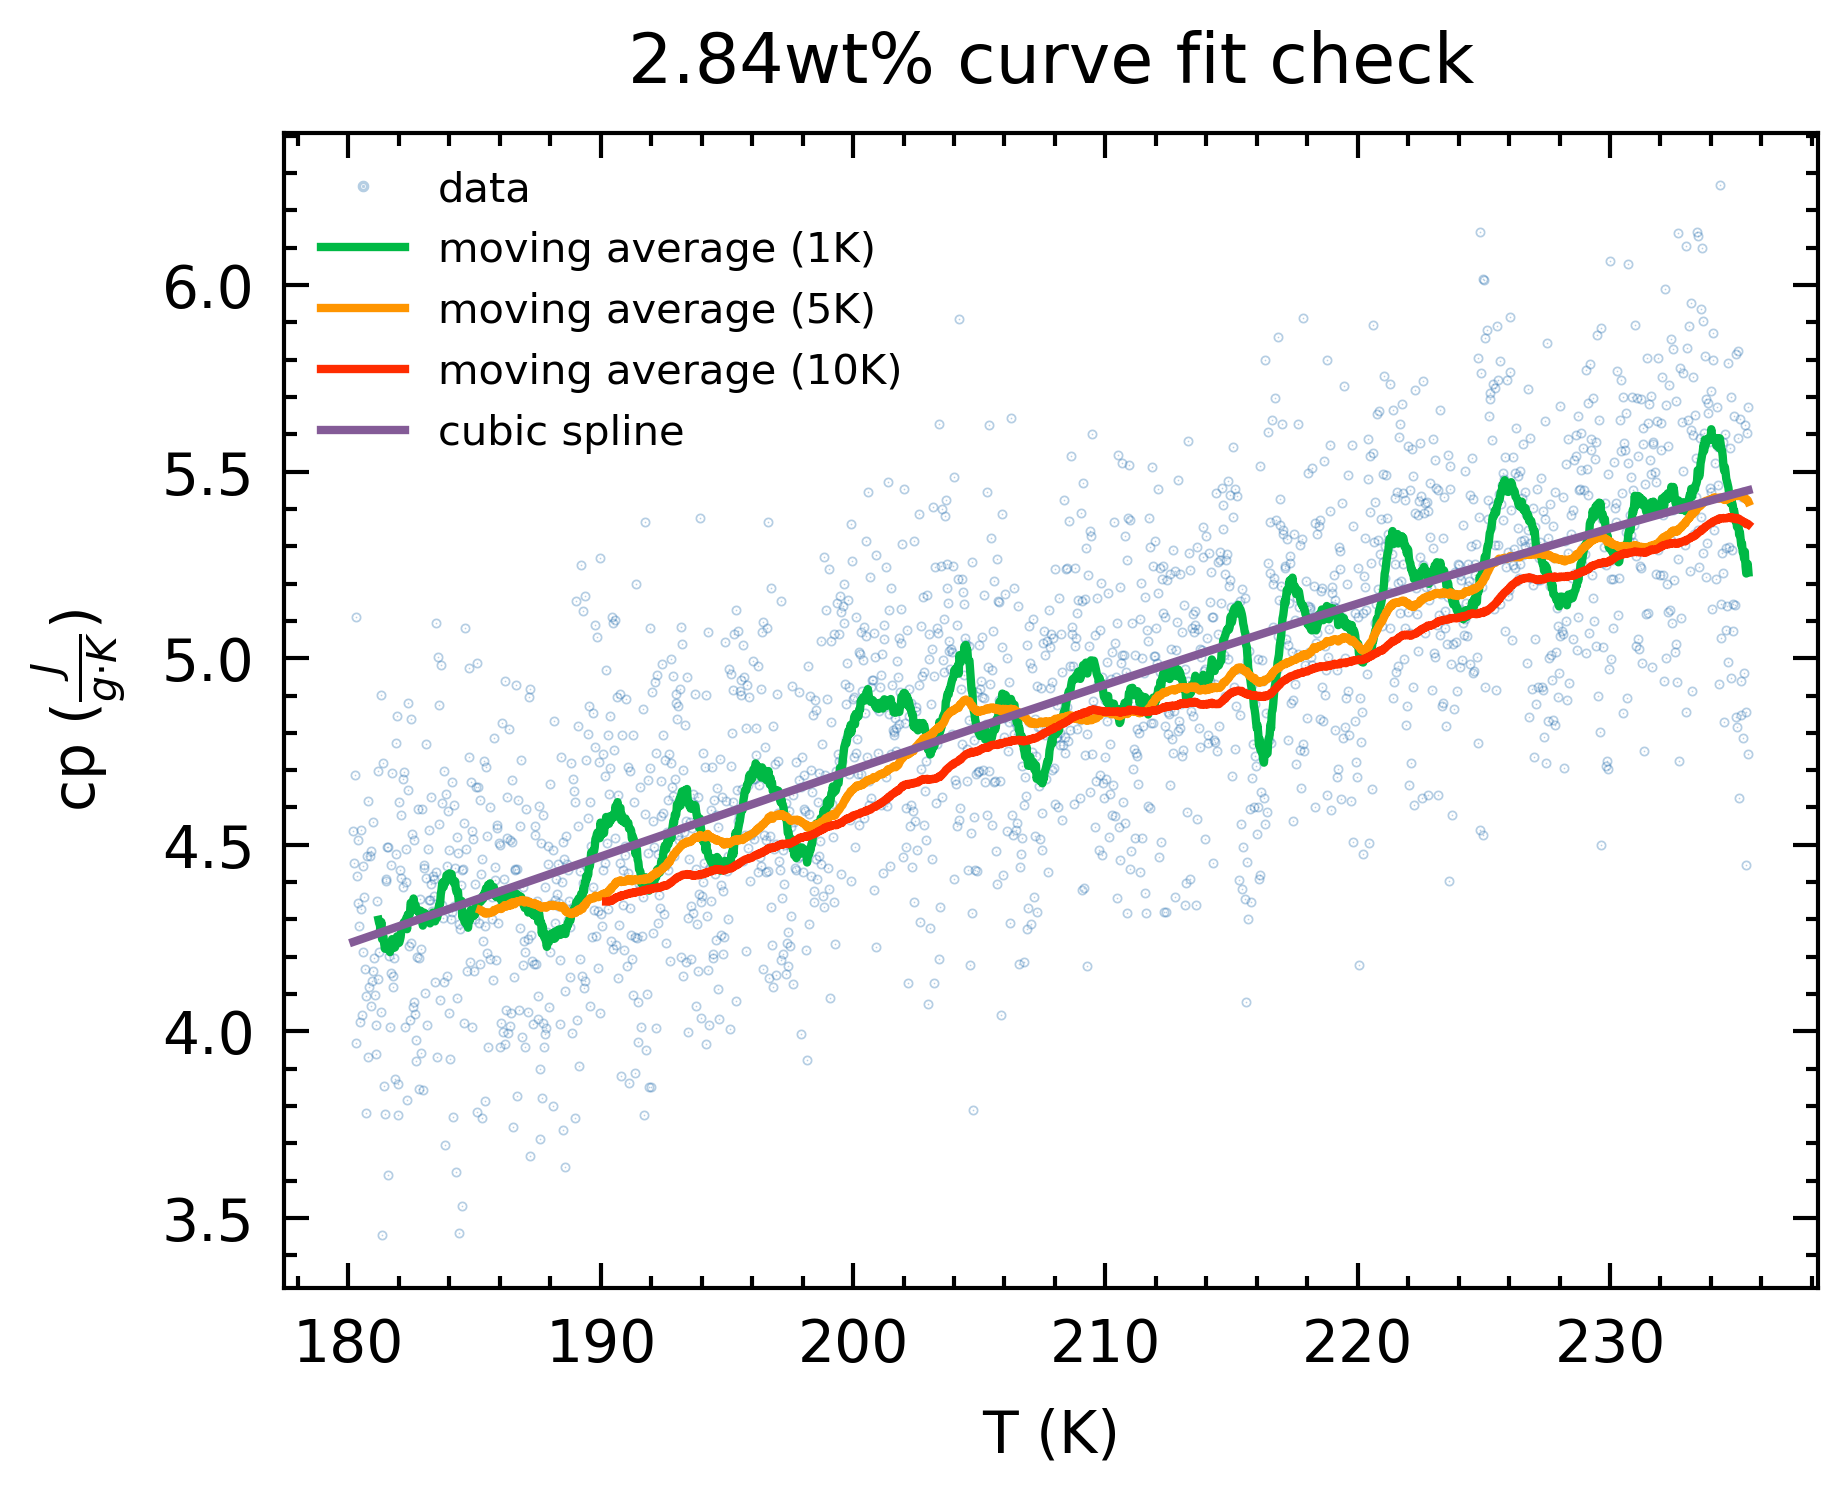 2.84wt% curve fit check
data
moving average (1K)
moving average (5K)
moving average (10K)
cubic spline
cp (J/g·K)
6.0
5.5
5.0
4.5
4.0
3.5
180 190 200 210 220 230
T (K)